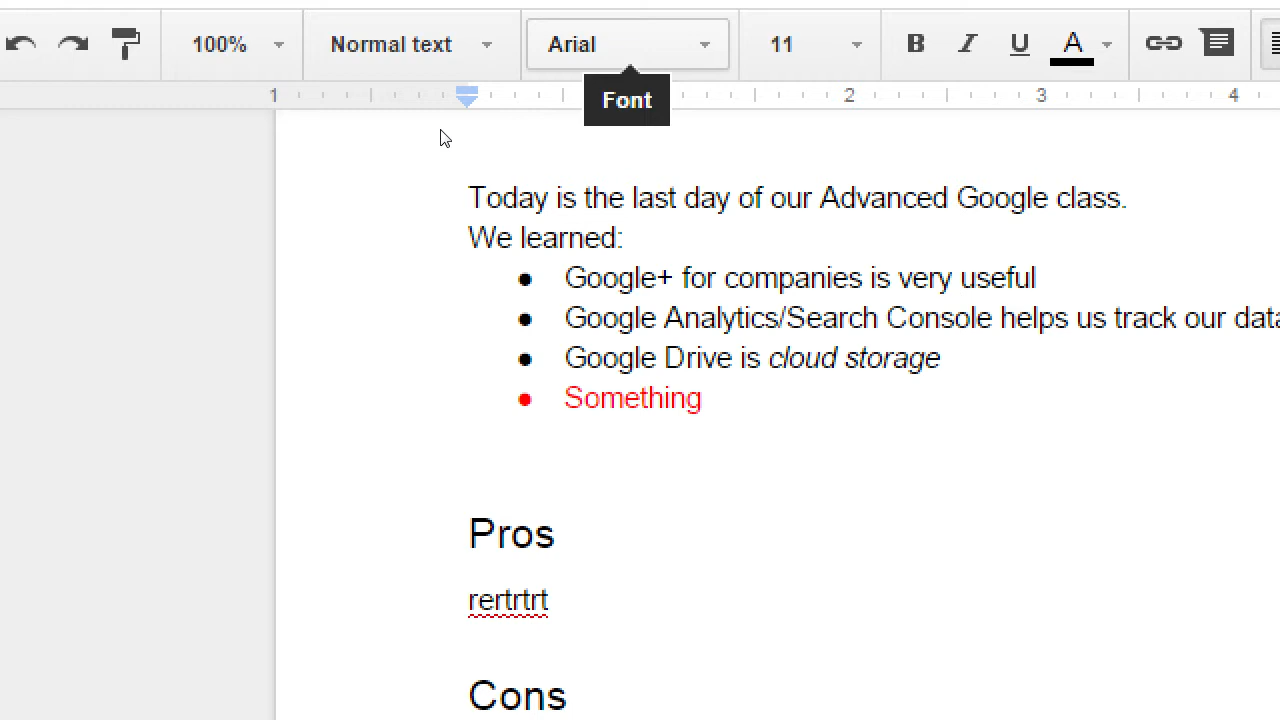 100% Normal text Arial 11 B I U A
Font
1 2 3 4
Today is the last day of our Advanced Google class.
We learned:
● Google+ for companies is very useful
● Google Analytics/Search Console helps us track our data
● Google Drive is cloud storage
● Something
Pros
rertrtrt
Cons